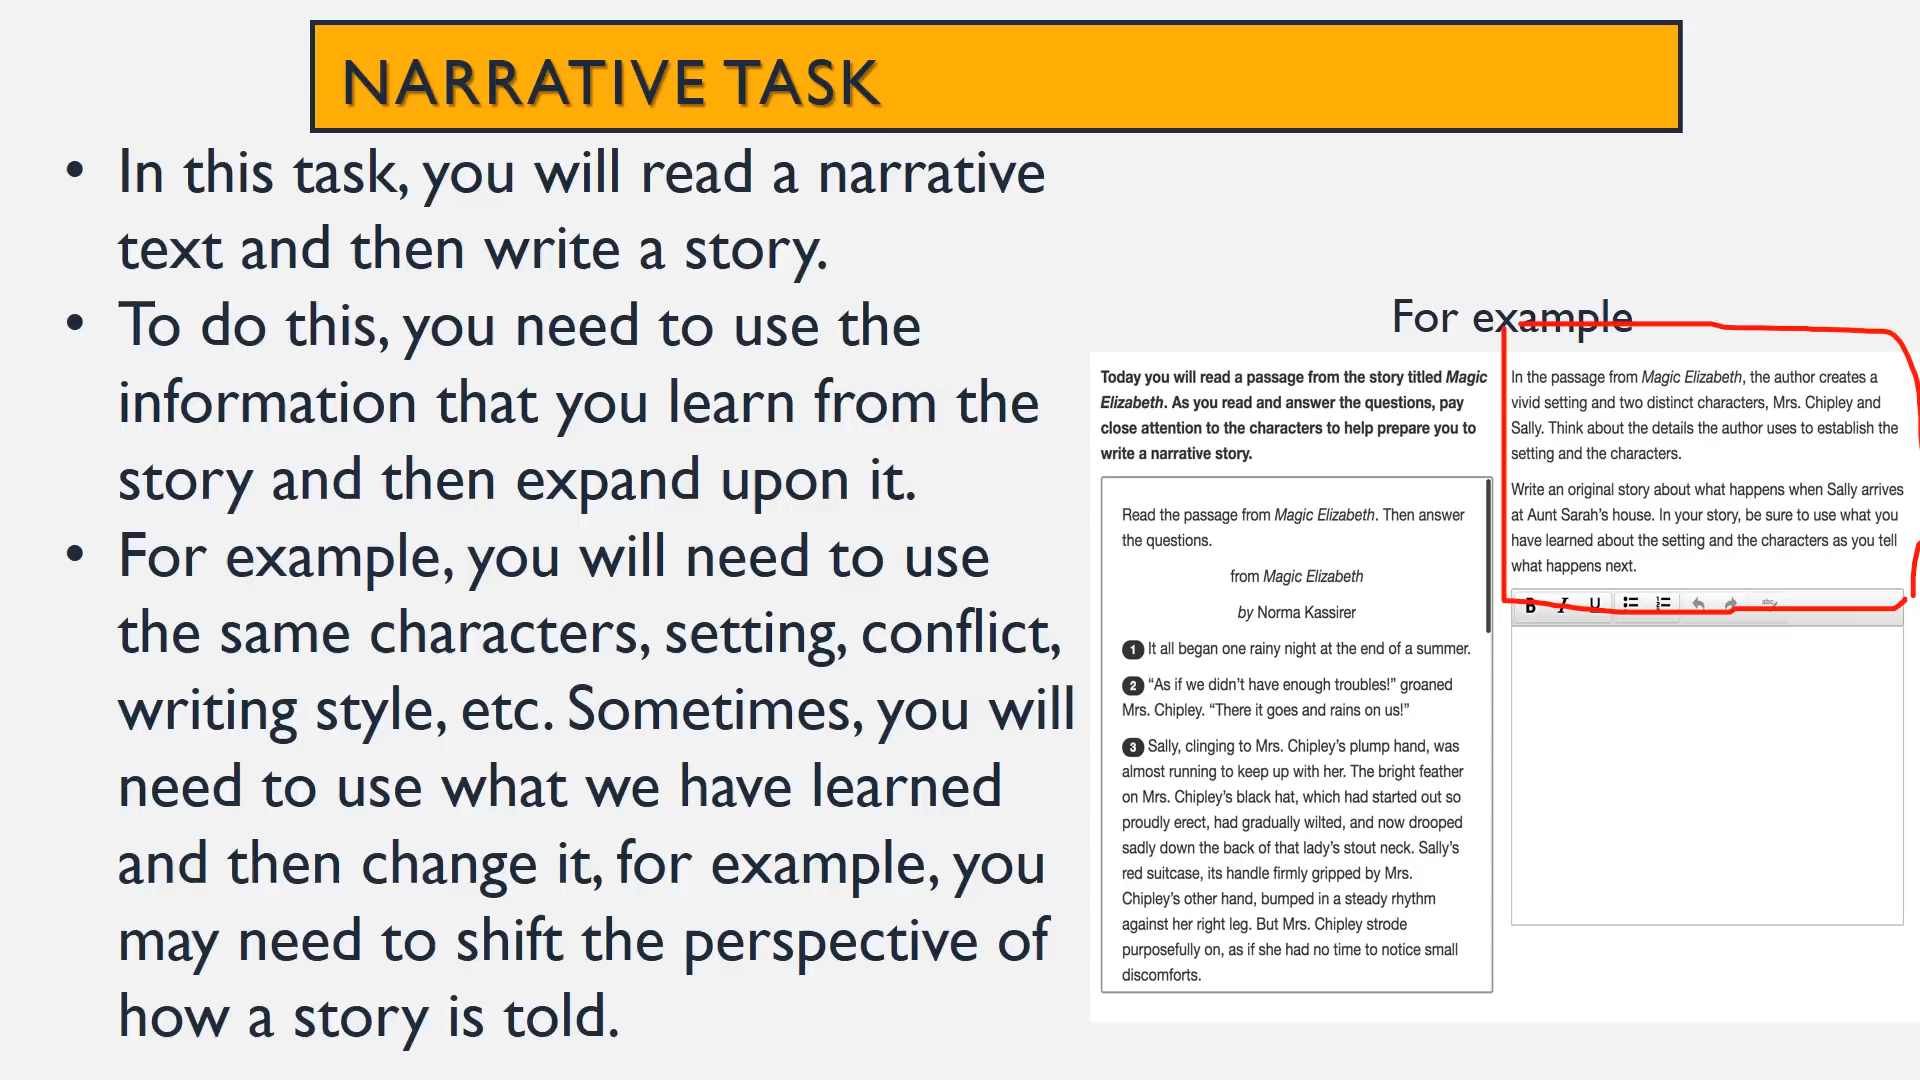 NARRATIVE TASK
• In this task, you will read a narrative
text and then write a story.
• To do this, you need to use the
information that you learn from the
story and then expand upon it.
• For example, you will need to use
the same characters, setting, conflict,
writing style, etc. Sometimes, you will
need to use what we have learned
and then change it, for example, you
may need to shift the perspective of
how a story is told.
For example
Today you will read a passage from the story titled Magic
Elizabeth. As you read and answer the questions, pay
close attention to the characters to help prepare you to
write a narrative story.
Read the passage from Magic Elizabeth. Then answer
the questions.
from Magic Elizabeth
by Norma Kassirer
1 It all began one rainy night at the end of a summer.
2 “As if we didn’t have enough troubles!” groaned
Mrs. Chipley. “There it goes and rains on us!”
3 Sally, clinging to Mrs. Chipley’s plump hand, was
almost running to keep up with her. The bright feather
on Mrs. Chipley’s black hat, which had started out so
proudly erect, had gradually wilted, and now drooped
sadly down the back of that lady’s stout neck. Sally’s
red suitcase, its handle firmly gripped by Mrs.
Chipley’s other hand, bumped in a steady rhythm
against her right leg. But Mrs. Chipley strode
purposefully on, as if she had no time to notice small
discomforts.
In the passage from Magic Elizabeth, the author creates a
vivid setting and two distinct characters, Mrs. Chipley and
Sally. Think about the details the author uses to establish the
setting and the characters.
Write an original story about what happens when Sally arrives
at Aunt Sarah’s house. In your story, be sure to use what you
have learned about the setting and the characters as you tell
what happens next.
B I U abc